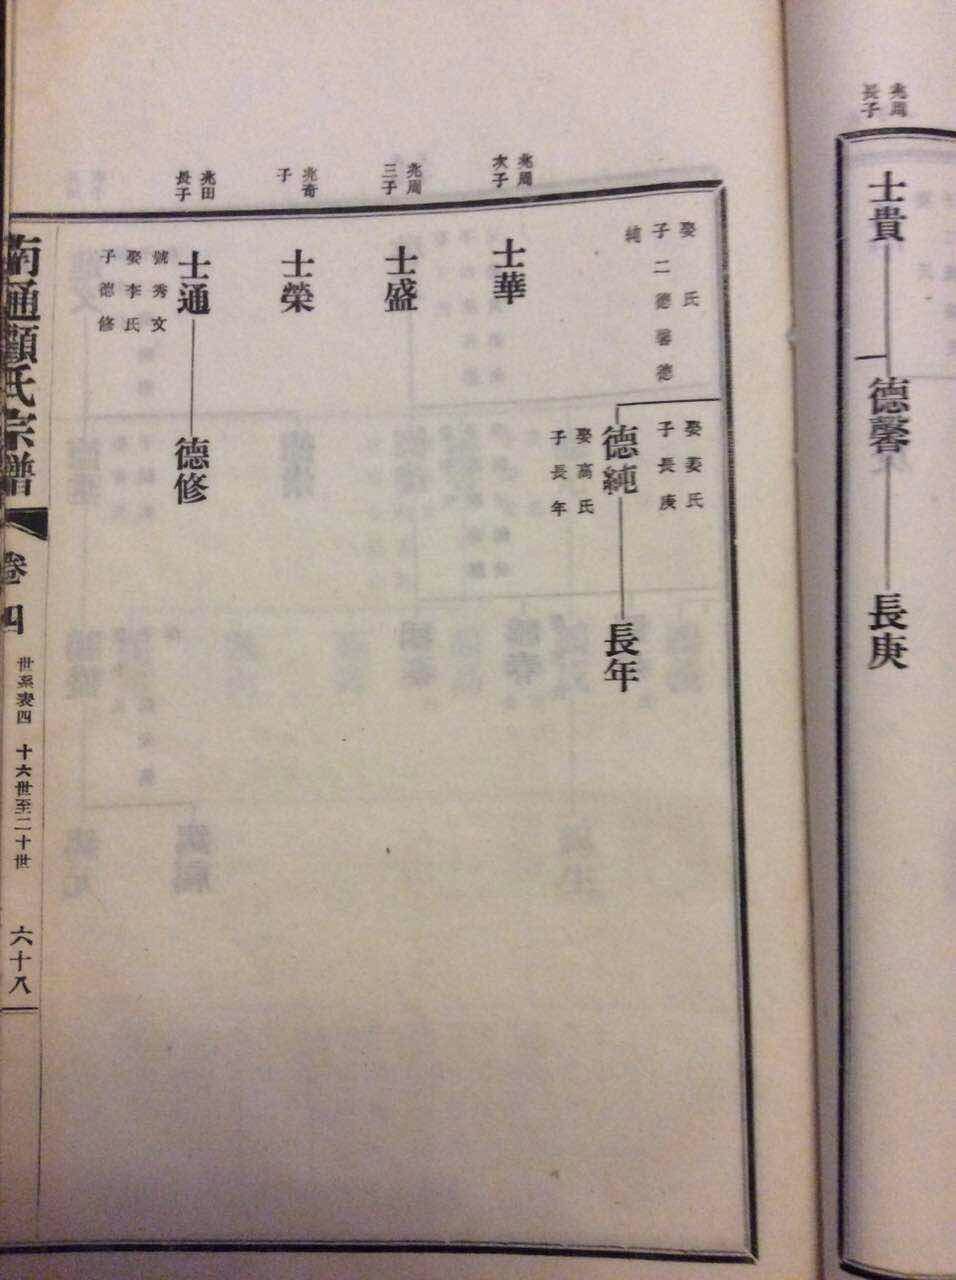 兆周
長子
士貴
德馨
長庚
娶 氏
子二德馨德
純
娶姜氏
子長庚
德純
娶高氏
子長年
長年
兆周
次子
士華
兆周
三子
士盛
兆奇
子
士榮
兆田
長子
士通
號秀文
娶李氏
子德修
德修
南通顧氏宗譜
卷四
世系表四 十六世至二十世
六十八